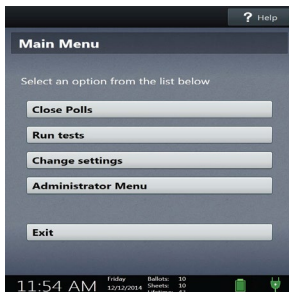 ? Help
Main Menu
Select an option from the list below
Close Polls
Run tests
Change settings
Administrator Menu
Exit
11:54 AM Friday Ballots: 10
12/12/2014 Sheets: 10